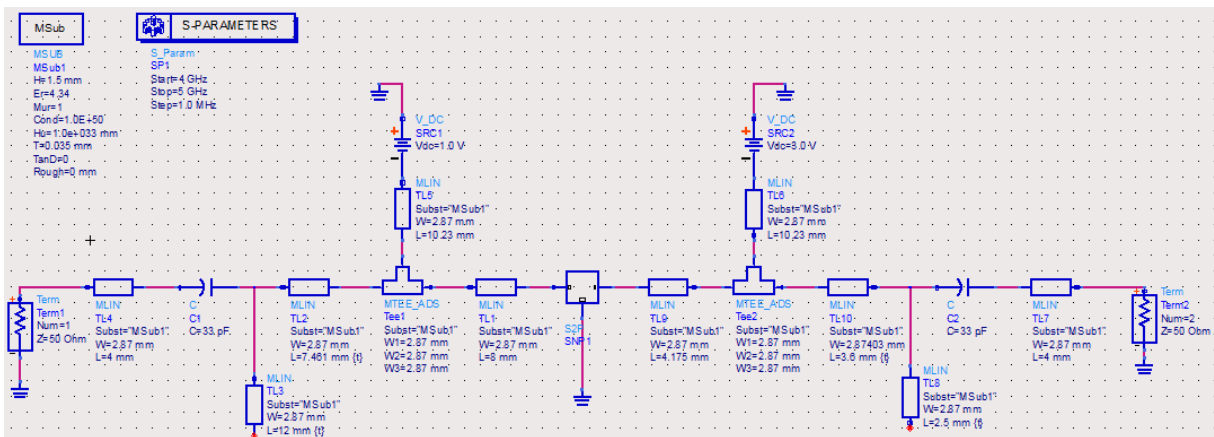 MSub
MSUB
MSub1
H=1.5 mm
Er=4.34
Mur=1
Cond=1.0E+50
Hu=1.0e+033 mm
T=0.035 mm
TanD=0
Rough=0 mm
S-PARAMETERS
S_Param
SP1
Start=4 GHz
Stop=5 GHz
Step=1.0 MHz
V_DC
SRC1
Vdc=1.0 V
MLIN
TL5
Subst="MSub1"
W=2.87 mm
L=10.23 mm
V_DC
SRC2
Vdc=3.0 V
MLIN
TL6
Subst="MSub1"
W=2.87 mm
L=10.23 mm
Term
Term1
Num=1
Z=50 Ohm
MLIN
TL4
Subst="MSub1"
W=2.87 mm
L=4 mm
C
C1
C=33 pF
MLIN
TL2
Subst="MSub1"
W=2.87 mm
L=7.461 mm {t}
MTEE_ADS
Tee1
Subst="MSub1"
W1=2.87 mm
W2=2.87 mm
W3=2.87 mm
MLIN
TL1
Subst="MSub1"
W=2.87 mm
L=8 mm
S2P
SNP1
MLIN
TL9
Subst="MSub1"
W=2.87 mm
L=4.175 mm
MTEE_ADS
Tee2
Subst="MSub1"
W1=2.87 mm
W2=2.87 mm
W3=2.87 mm
MLIN
TL10
Subst="MSub1"
W=2.87403 mm
L=3.6 mm {t}
C
C2
C=33 pF
MLIN
TL7
Subst="MSub1"
W=2.87 mm
L=4 mm
Term
Term2
Num=2
Z=50 Ohm
MLIN
TL3
Subst="MSub1"
W=2.87 mm
L=12 mm {t}
MLIN
TL8
Subst="MSub1"
W=2.87 mm
L=2.5 mm {t}